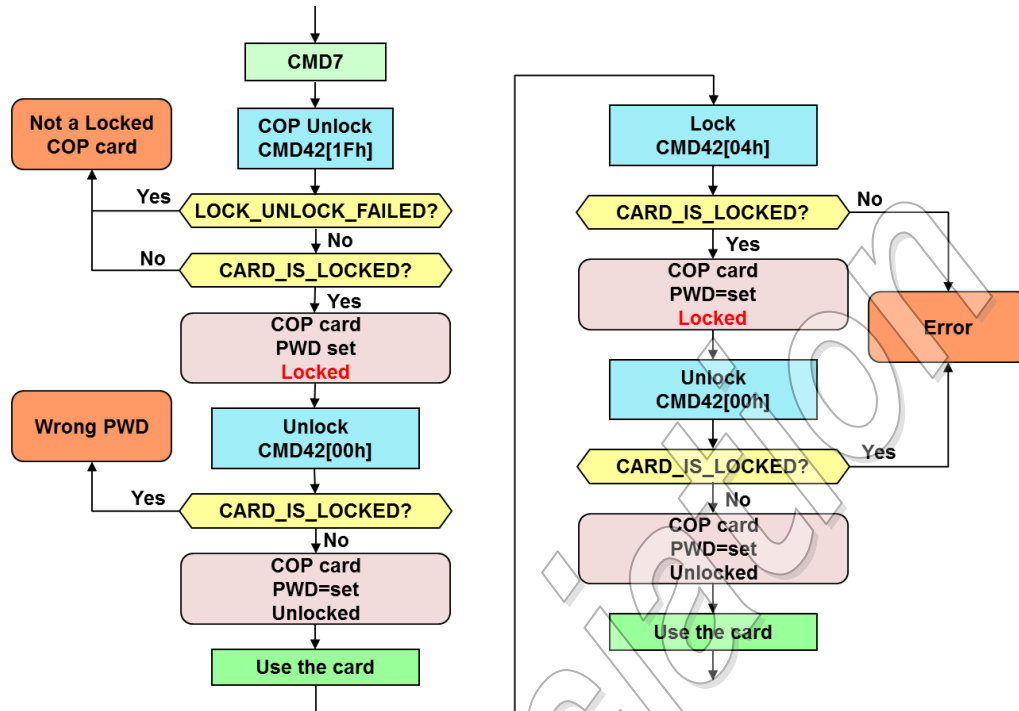 CMD7
Not a Locked
COP card
COP Unlock
CMD42[1Fh]
Yes
LOCK_UNLOCK_FAILED?
No
No
CARD_IS_LOCKED?
Yes
COP card
PWD set
Locked
Wrong PWD
Unlock
CMD42[00h]
Yes
CARD_IS_LOCKED?
No
COP card
PWD=set
Unlocked
Use the card
Lock
CMD42[04h]
CARD_IS_LOCKED?
No
Yes
COP card
PWD=set
Locked
Error
Unlock
CMD42[00h]
CARD_IS_LOCKED?
Yes
No
COP card
PWD=set
Unlocked
Use the card
ciation